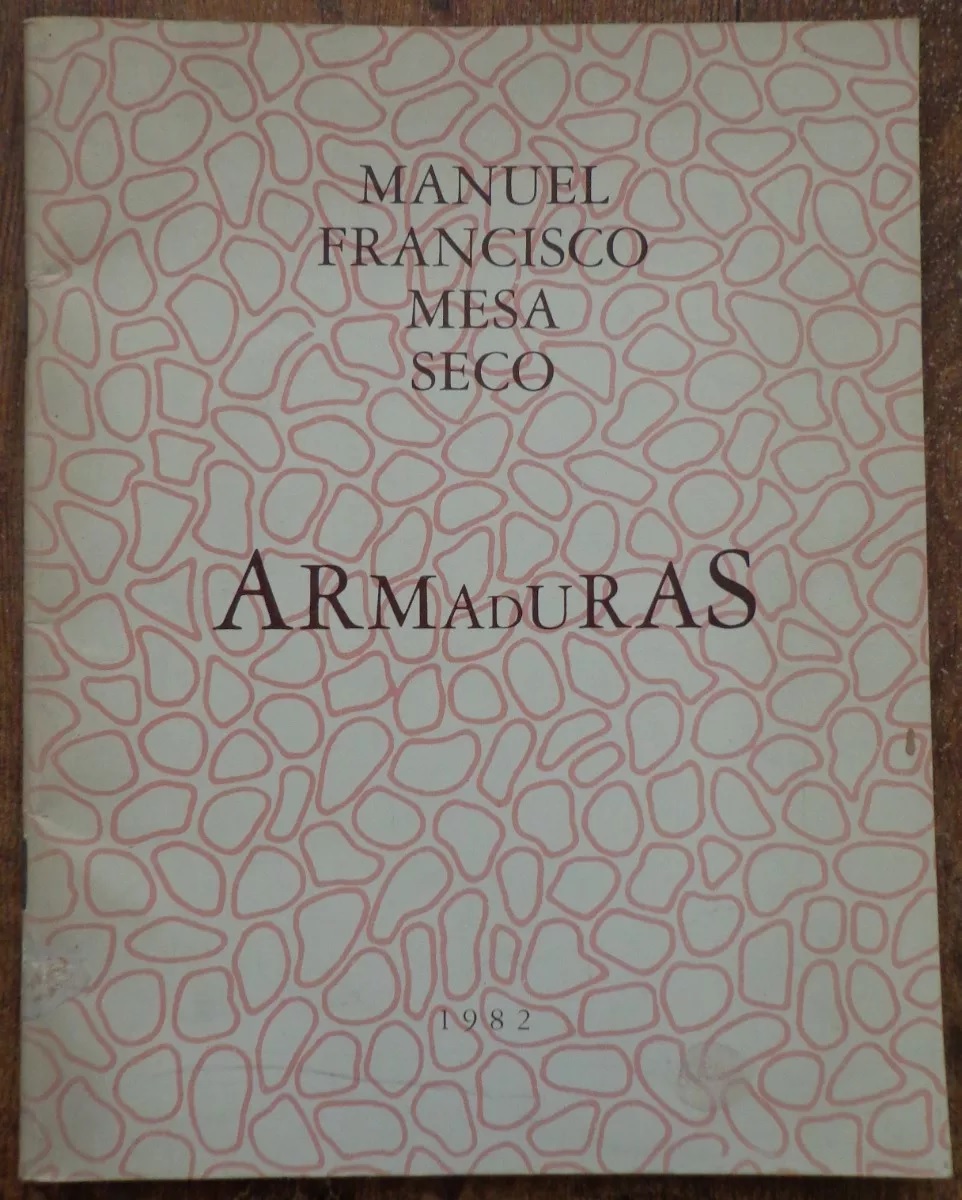 MANUEL
FRANCISCO
MESA
SECO
ARMADURAS
1982